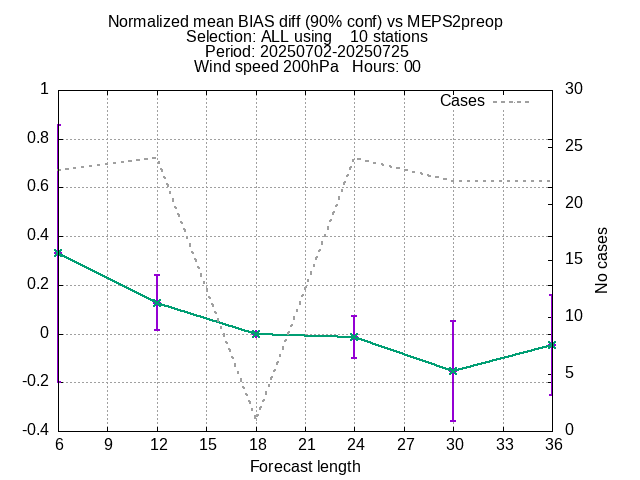 Normalized mean BIAS diff (90% conf) vs MEPS2preop
Selection: ALL using    10 stations
Period: 20250702-20250725
Wind speed 200hPa   Hours: 00
Cases
1
0.8
0.6
0.4
0.2
0
-0.2
-0.4
30
25
20
15
10
5
0
No cases
6 9 12 15 18 21 24 27 30 33 36
Forecast length